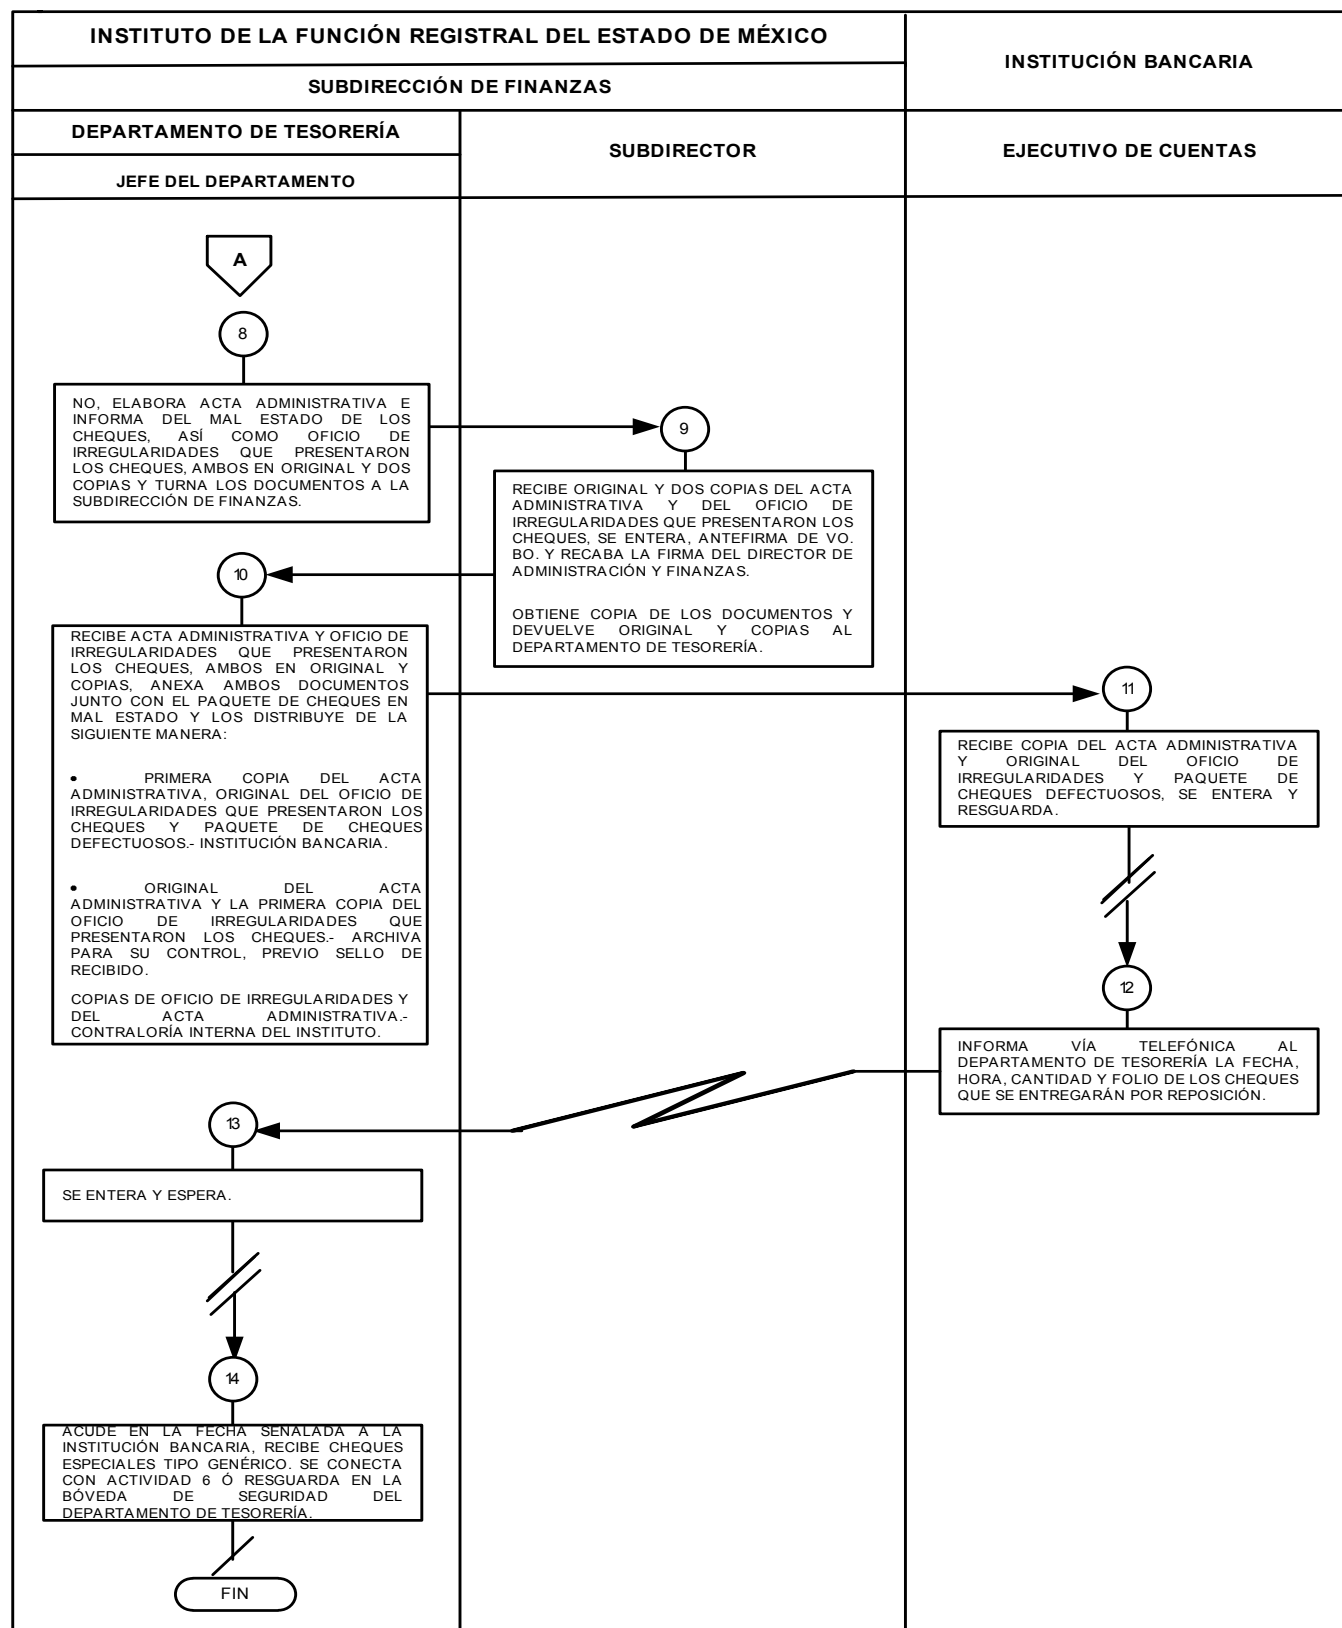 INSTITUTO DE LA FUNCIÓN REGISTRAL DEL ESTADO DE MÉXICO
INSTITUCIÓN BANCARIA
SUBDIRECCIÓN DE FINANZAS
DEPARTAMENTO DE TESORERÍA
SUBDIRECTOR
EJECUTIVO DE CUENTAS
JEFE DEL DEPARTAMENTO
A
8
NO, ELABORA ACTA ADMINISTRATIVA E
INFORMA DEL MAL ESTADO DE LOS
CHEQUES, ASÍ COMO OFICIO DE
IRREGULARIDADES QUE PRESENTARON
LOS CHEQUES, AMBOS EN ORIGINAL Y DOS
COPIAS Y TURNA LOS DOCUMENTOS A LA
SUBDIRECCIÓN DE FINANZAS.
9
RECIBE ORIGINAL Y DOS COPIAS DEL ACTA
ADMINISTRATIVA Y DEL OFICIO DE
IRREGULARIDADES QUE PRESENTARON LOS
CHEQUES, SE ENTERA, ANTEFIRMA DE VO.
BO. Y RECABA LA FIRMA DEL DIRECTOR DE
ADMINISTRACIÓN Y FINANZAS.
OBTIENE COPIA DE LOS DOCUMENTOS Y
DEVUELVE ORIGINAL Y COPIAS AL
DEPARTAMENTO DE TESORERÍA.
10
RECIBE ACTA ADMINISTRATIVA Y OFICIO DE
IRREGULARIDADES QUE PRESENTARON
LOS CHEQUES, AMBOS EN ORIGINAL Y
COPIAS, ANEXA AMBOS DOCUMENTOS
JUNTO CON EL PAQUETE DE CHEQUES EN
MAL ESTADO Y LOS DISTRIBUYE DE LA
SIGUIENTE MANERA:
• PRIMERA COPIA DEL ACTA
ADMINISTRATIVA, ORIGINAL DEL OFICIO DE
IRREGULARIDADES QUE PRESENTARON LOS
CHEQUES Y PAQUETE DE CHEQUES
DEFECTUOSOS.- INSTITUCIÓN BANCARIA.
• ORIGINAL DEL ACTA
ADMINISTRATIVA Y LA PRIMERA COPIA DEL
OFICIO DE IRREGULARIDADES QUE
PRESENTARON LOS CHEQUES.- ARCHIVA
PARA SU CONTROL, PREVIO SELLO DE
RECIBIDO.
COPIAS DE OFICIO DE IRREGULARIDADES Y
DEL ACTA ADMINISTRATIVA.-
CONTRALORÍA INTERNA DEL INSTITUTO.
11
RECIBE COPIA DEL ACTA ADMINISTRATIVA
Y ORIGINAL DEL OFICIO DE
IRREGULARIDADES Y PAQUETE DE
CHEQUES DEFECTUOSOS, SE ENTERA Y
RESGUARDA.
12
INFORMA VÍA TELEFÓNICA AL
DEPARTAMENTO DE TESORERÍA LA FECHA,
HORA, CANTIDAD Y FOLIO DE LOS CHEQUES
QUE SE ENTREGARÁN POR REPOSICIÓN.
13
SE ENTERA Y ESPERA.
14
ACUDE EN LA FECHA SEÑALADA A LA
INSTITUCIÓN BANCARIA, RECIBE CHEQUES
ESPECIALES TIPO GENÉRICO. SE CONECTA
CON ACTIVIDAD 6 Ó RESGUARDA EN LA
BÓVEDA DE SEGURIDAD DEL
DEPARTAMENTO DE TESORERÍA.
FIN